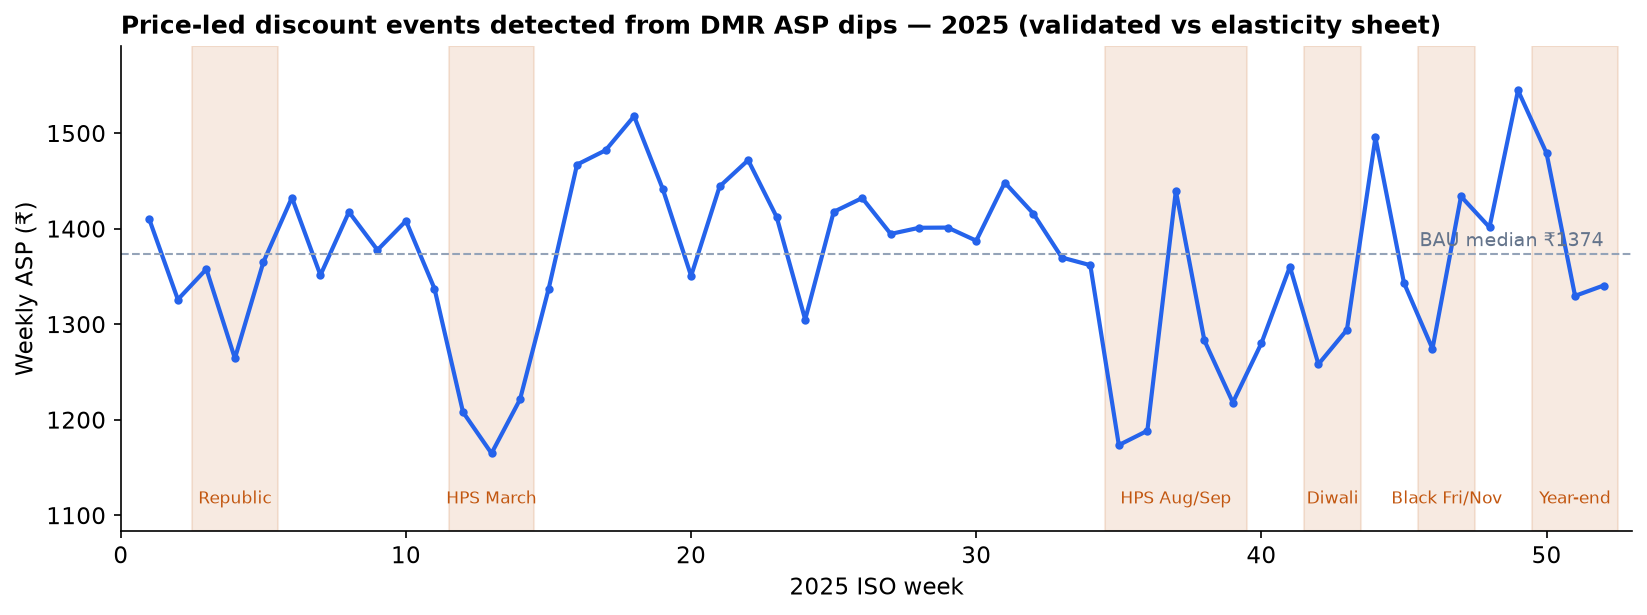 Price-led discount events detected from DMR ASP dips — 2025 (validated vs elasticity sheet)
Weekly ASP (₹)
1500
1400
1300
1200
1100
BAU median ₹1374
Republic
HPS March
HPS Aug/Sep
Diwali
Black Fri/Nov
Year-end
0
10
20
30
40
50
2025 ISO week